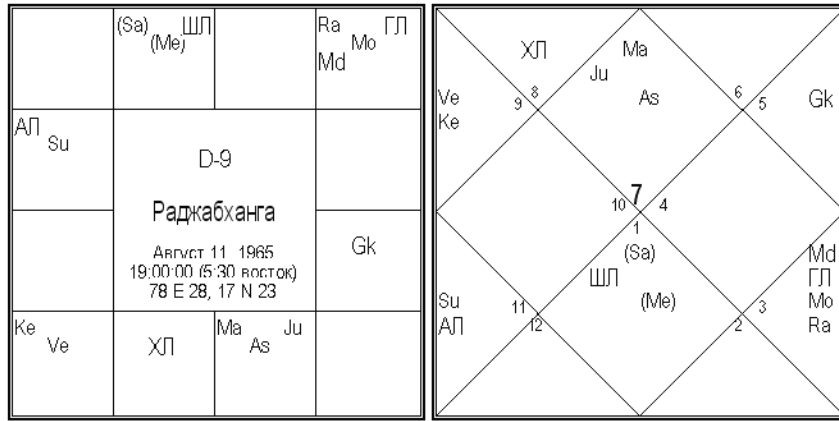 (Sa) ШЛ
(Me)
Ra ГЛ
Mo
Md
АЛ
Su
D-9
Раджабханга
Август 11, 1965
19:00:00 (5:30 восток)
78 E 28, 17 N 23
Gk
Ke
Ve
ХЛ
Ma Ju
As
ХЛ
Ma
Ju
As
Ve
Ke
9 8
6 5
Gk
10 7 4
1
(Sa)
ШЛ
(Me)
Su
АЛ
11
12
2 3
Md
ГЛ
Mo
Ra